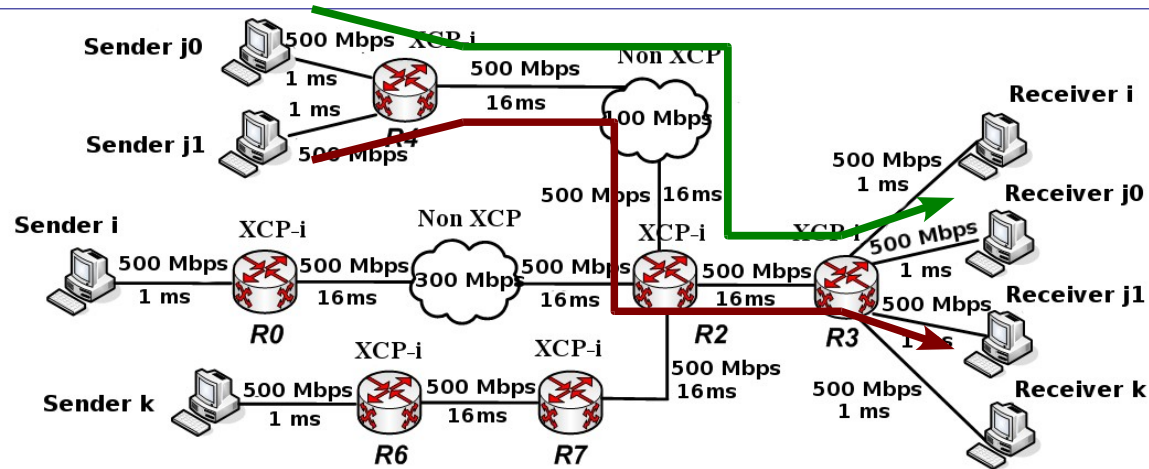 Sender j0
500 Mbps
XCP-i
1 ms
500 Mbps
16ms
Non XCP
100 Mbps
Receiver i
1 ms
R4
Sender j1
500 Mbps
500 Mbps
1 ms
500 Mbps
16ms
Receiver j0
Sender i
XCP-i
Non XCP
XCP-i
XCP-i
500 Mbps
1 ms
500 Mbps
1 ms
500 Mbps
16ms
300 Mbps
500 Mbps
16ms
500 Mbps
16ms
Receiver j1
500 Mbps
1 ms
R0
R2
R3
XCP-i
XCP-i
500 Mbps
16ms
Receiver k
500 Mbps
1 ms
Sender k
500 Mbps
1 ms
500 Mbps
16ms
R6
R7